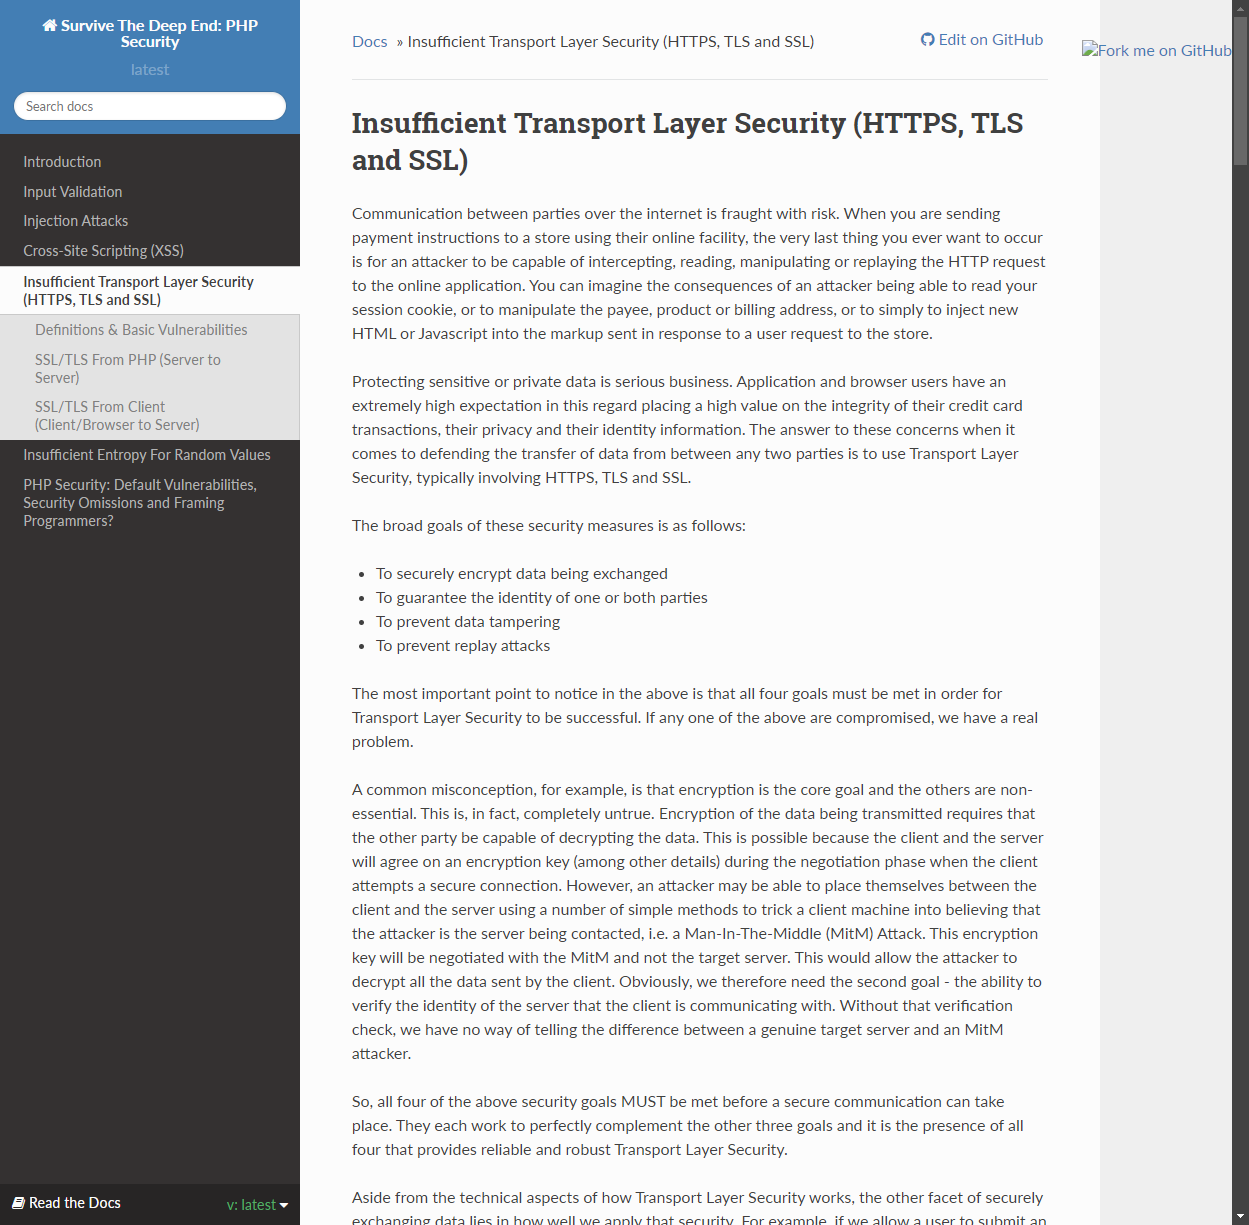 Survive The Deep End: PHP
Security
latest
Search docs
Introduction
Input Validation
Injection Attacks
Cross-Site Scripting (XSS)
Insufficient Transport Layer Security
(HTTPS, TLS and SSL)
Definitions & Basic Vulnerabilities
SSL/TLS From PHP (Server to
Server)
SSL/TLS From Client
(Client/Browser to Server)
Insufficient Entropy For Random Values
PHP Security: Default Vulnerabilities,
Security Omissions and Framing
Programmers?
Read the Docs
v: latest
Docs » Insufficient Transport Layer Security (HTTPS, TLS and SSL)
Edit on GitHub
Fork me on GitHub
Insufficient Transport Layer Security (HTTPS, TLS
and SSL)
Communication between parties over the internet is fraught with risk. When you are sending
payment instructions to a store using their online facility, the very last thing you ever want to occur
is for an attacker to be capable of intercepting, reading, manipulating or replaying the HTTP request
to the online application. You can imagine the consequences of an attacker being able to read your
session cookie, or to manipulate the payee, product or billing address, or to simply to inject new
HTML or Javascript into the markup sent in response to a user request to the store.
Protecting sensitive or private data is serious business. Application and browser users have an
extremely high expectation in this regard placing a high value on the integrity of their credit card
transactions, their privacy and their identity information. The answer to these concerns when it
comes to defending the transfer of data from between any two parties is to use Transport Layer
Security, typically involving HTTPS, TLS and SSL.
The broad goals of these security measures is as follows:
• To securely encrypt data being exchanged
• To guarantee the identity of one or both parties
• To prevent data tampering
• To prevent replay attacks
The most important point to notice in the above is that all four goals must be met in order for
Transport Layer Security to be successful. If any one of the above are compromised, we have a real
problem.
A common misconception, for example, is that encryption is the core goal and the others are non-
essential. This is, in fact, completely untrue. Encryption of the data being transmitted requires that
the other party be capable of decrypting the data. This is possible because the client and the server
will agree on an encryption key (among other details) during the negotiation phase when the client
attempts a secure connection. However, an attacker may be able to place themselves between the
client and the server using a number of simple methods to trick a client machine into believing that
the attacker is the server being contacted, i.e. a Man-In-The-Middle (MitM) Attack. This encryption
key will be negotiated with the MitM and not the target server. This would allow the attacker to
decrypt all the data sent by the client. Obviously, we therefore need the second goal - the ability to
verify the identity of the server that the client is communicating with. Without that verification
check, we have no way of telling the difference between a genuine target server and an MitM
attacker.
So, all four of the above security goals MUST be met before a secure communication can take
place. They each work to perfectly complement the other three goals and it is the presence of all
four that provides reliable and robust Transport Layer Security.
Aside from the technical aspects of how Transport Layer Security works, the other facet of securely
exchanging data lies in how well we apply that security. For example, if we allow a user to submit an